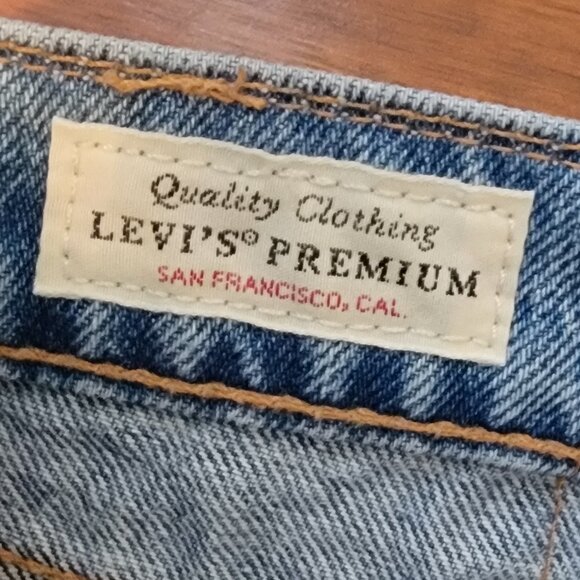 Quality Clothing
LEVI'S® PREMIUM
SAN FRANCISCO, CAL.